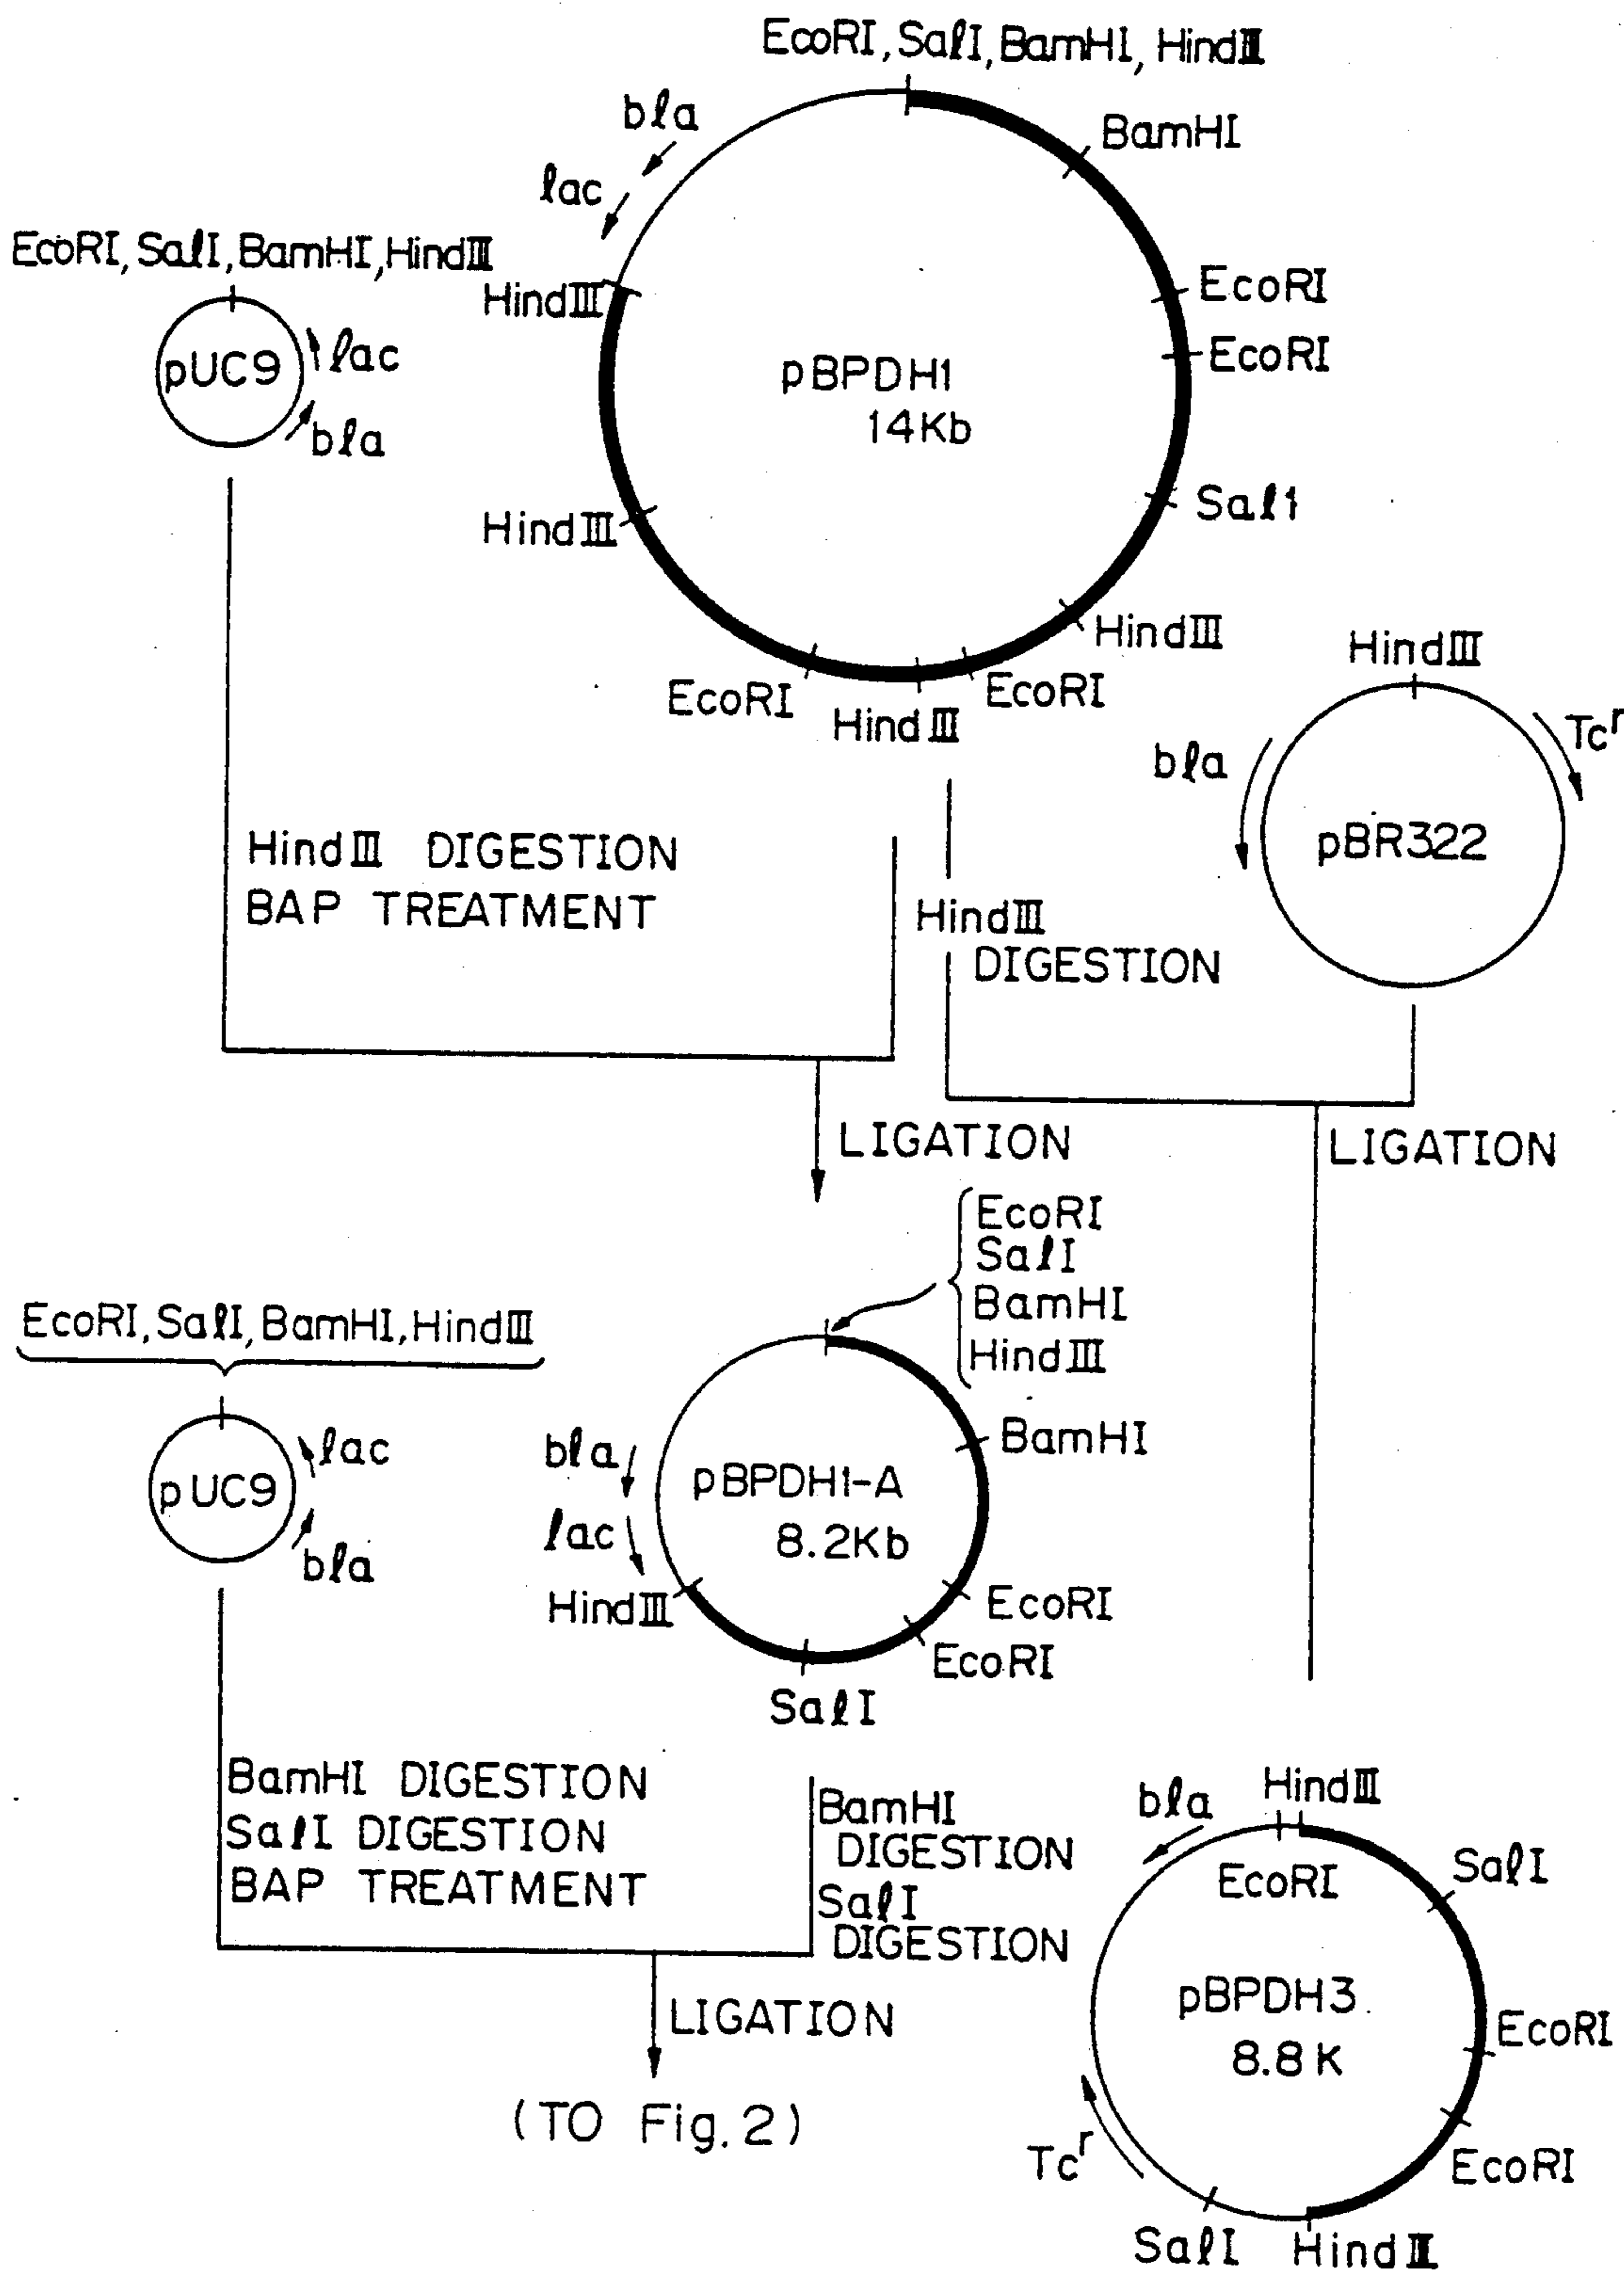 EcoRI, SalI, BamHI, HindIII
bla
BamHI
lac
EcoRI, SalI, BamHI, HindIII
HindIII
EcoRI
lac
EcoRI
pUC9
pBPDH1
14Kb
bla
Sal1
HindIII
HindIII
HindIII
EcoRI
EcoRI
HindIII
Tcr
bla
pBR322
HindIII DIGESTION
BAP TREATMENT
HindIII
DIGESTION
LIGATION
LIGATION
EcoRI
SalI
BamHI
HindIII
EcoRI, SalI, BamHI, HindIII
BamHI
lac
bla
pBPDH1-A
pUC9
lac
8.2Kb
bla
HindIII
EcoRI
EcoRI
SalI
BamHI DIGESTION
SalI DIGESTION
BAP TREATMENT
BamHI
DIGESTION
SalI
DIGESTION
HindIII
bla
SalI
EcoRI
pBPDH3
8.8K
EcoRI
LIGATION
(TO Fig. 2)
Tcr
EcoRI
SalI
HindIII